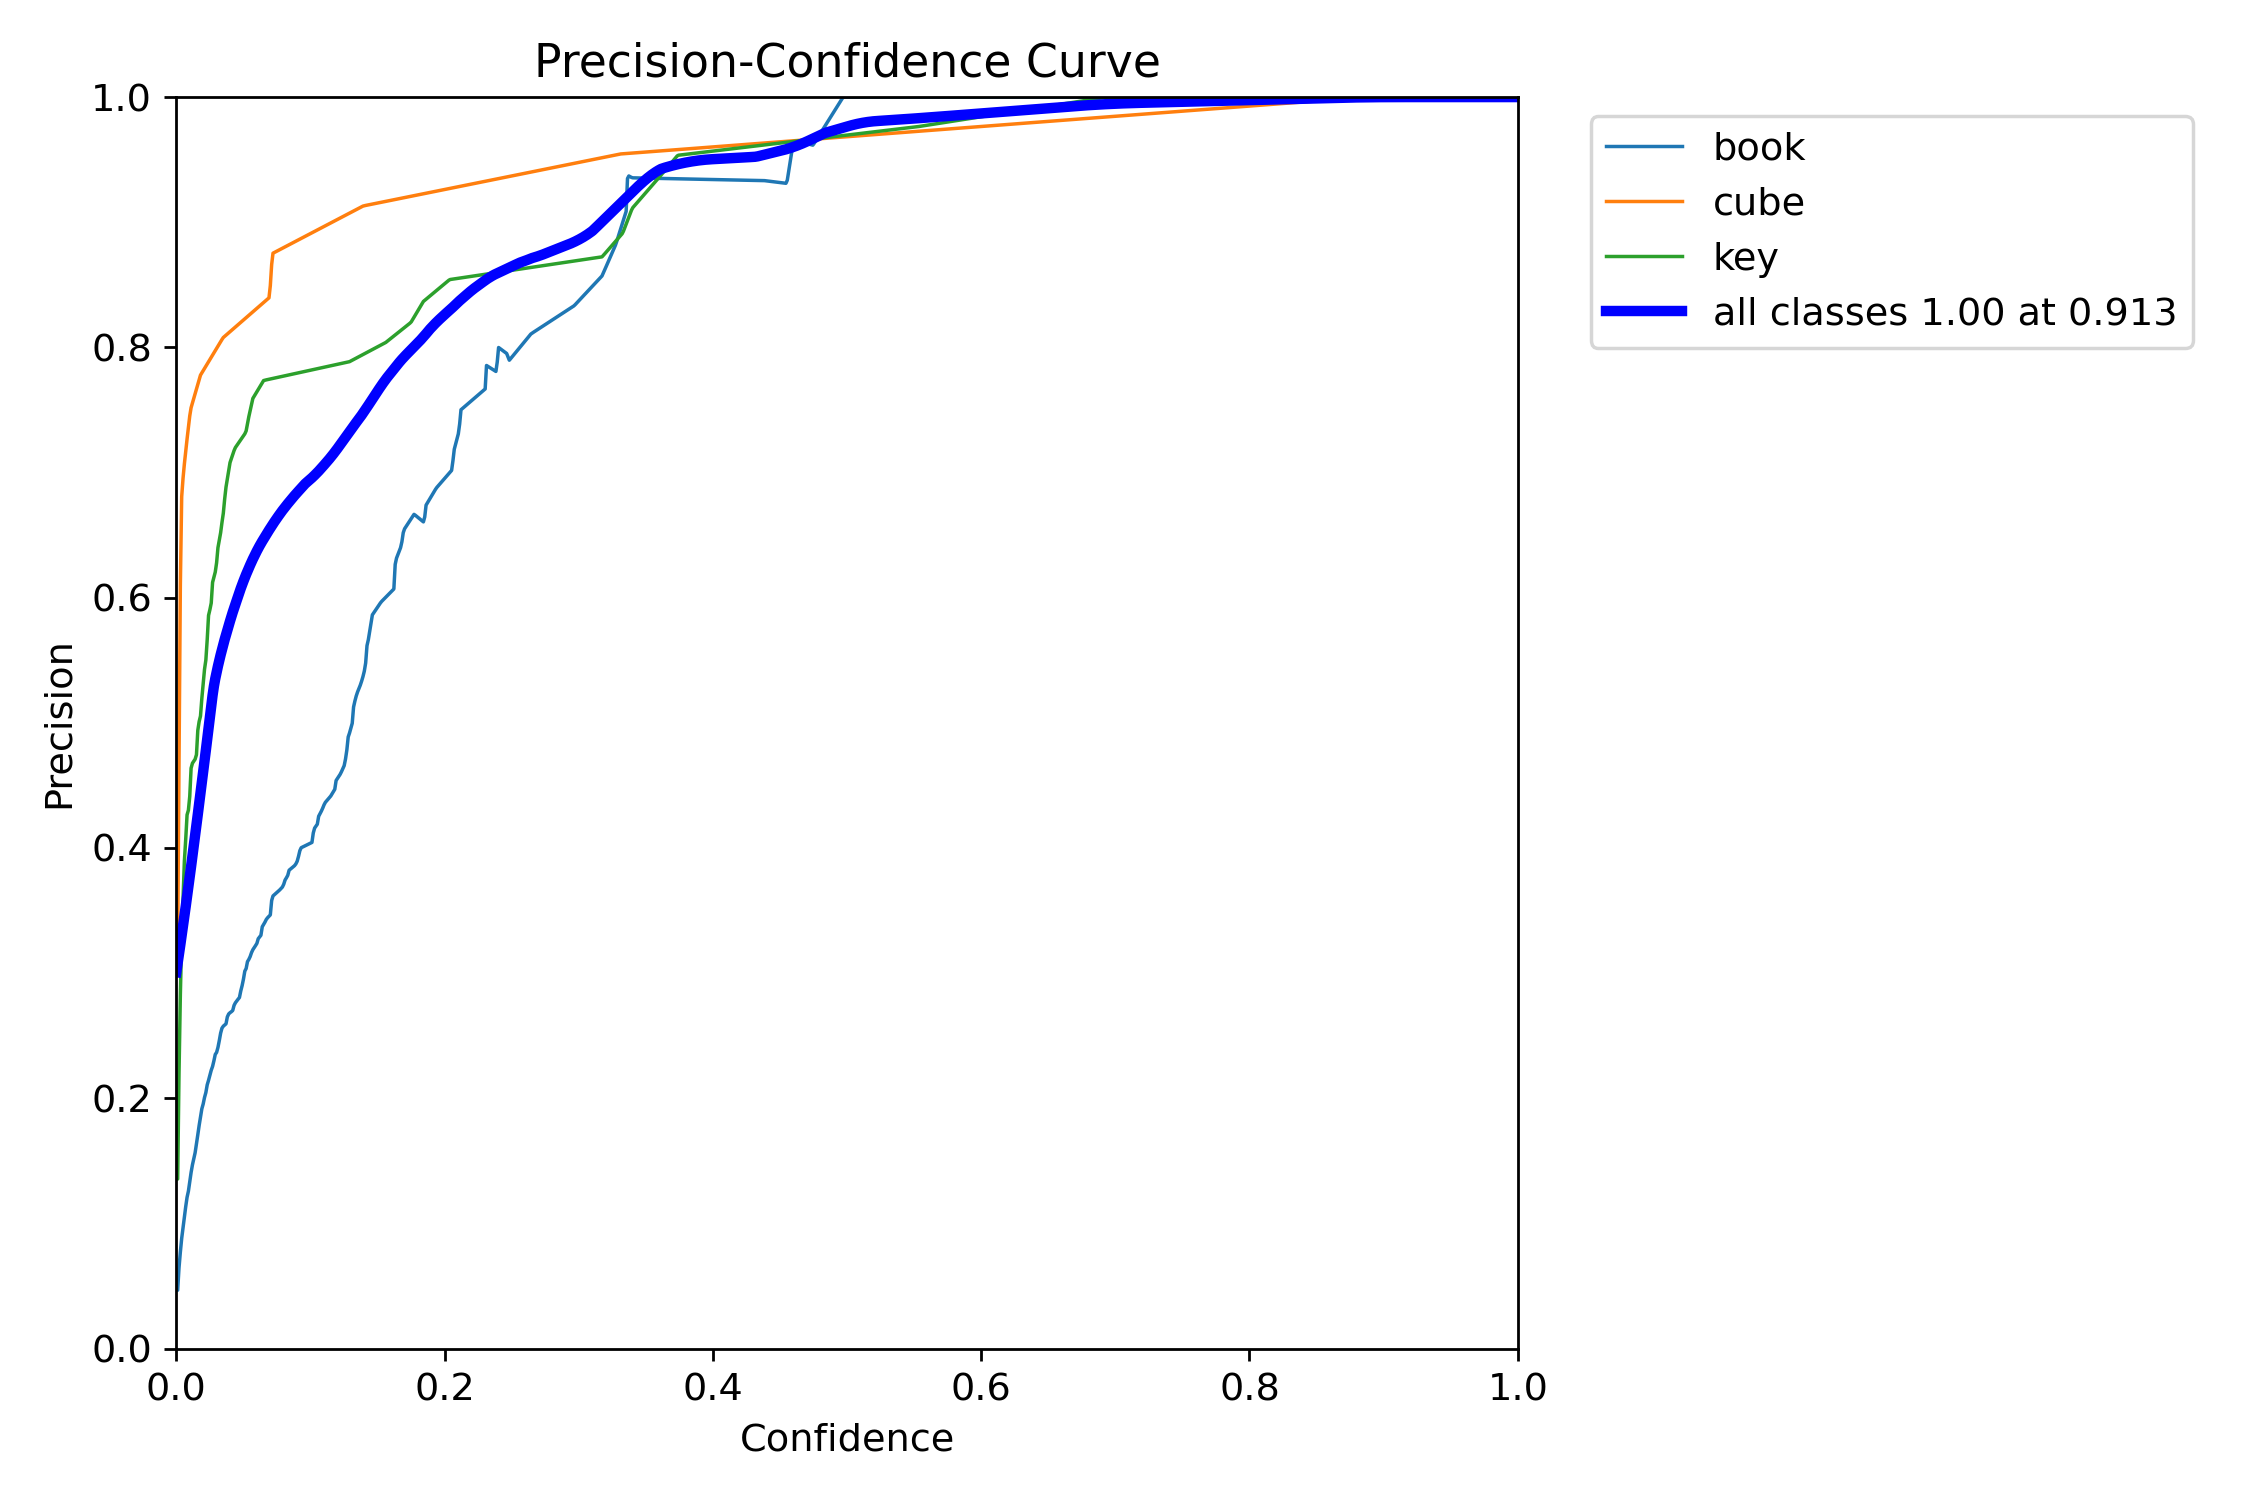 Precision-Confidence Curve
1.0
0.8
0.6
0.4
0.2
0.0
Precision
0.0 0.2 0.4 0.6 0.8 1.0
Confidence
book
cube
key
all classes 1.00 at 0.913